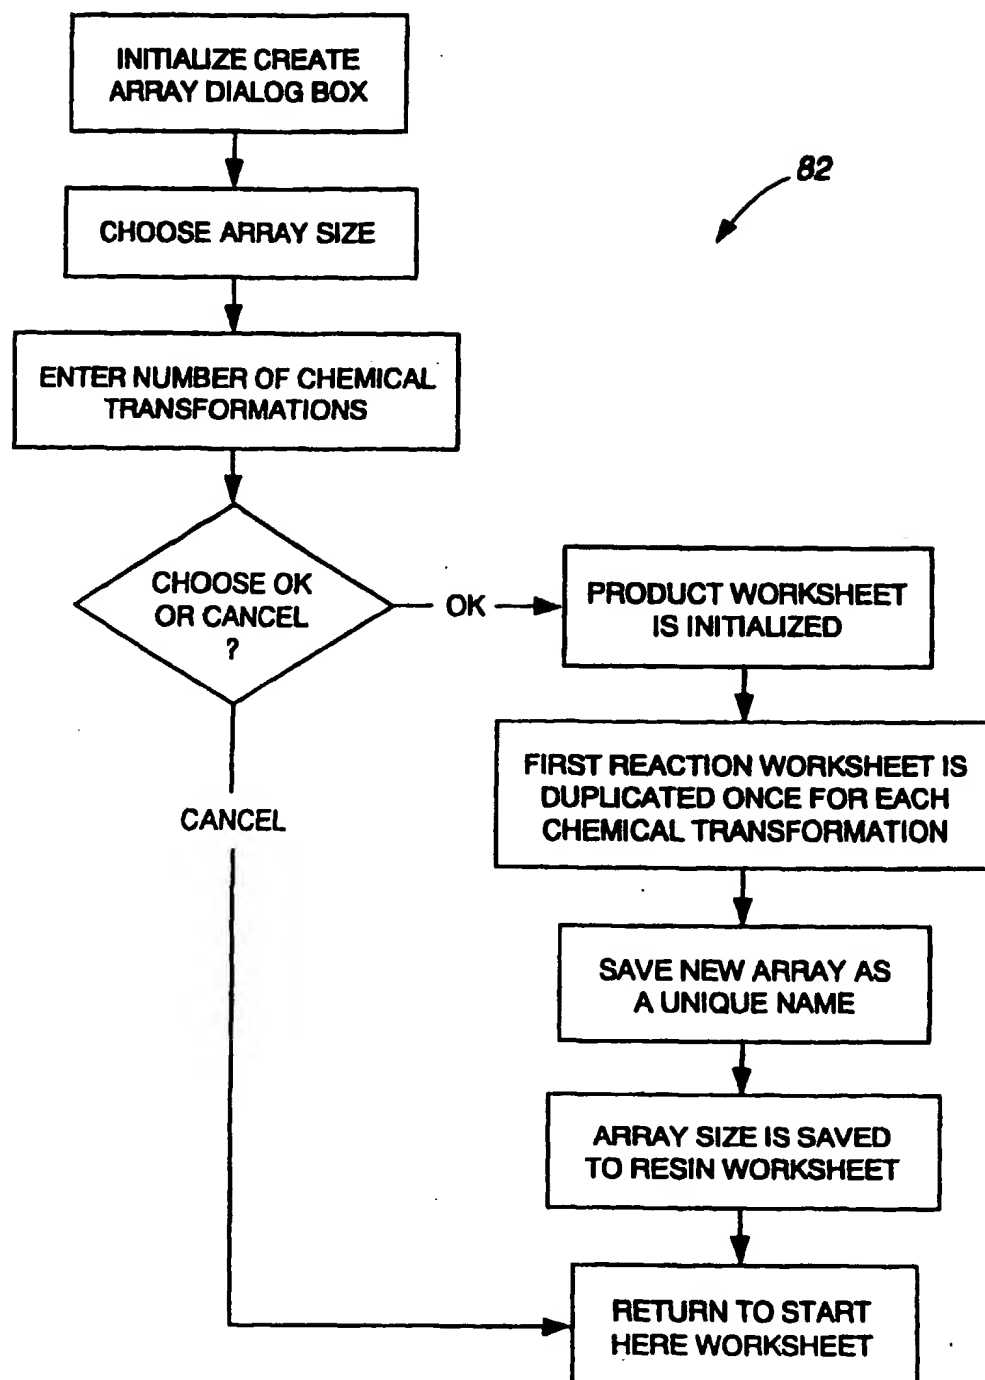 INITIALIZE CREATE
ARRAY DIALOG BOX
82
CHOOSE ARRAY SIZE
ENTER NUMBER OF CHEMICAL
TRANSFORMATIONS
CHOOSE OK
OR CANCEL
?
OK
PRODUCT WORKSHEET
IS INITIALIZED
FIRST REACTION WORKSHEET IS
DUPLICATED ONCE FOR EACH
CHEMICAL TRANSFORMATION
CANCEL
SAVE NEW ARRAY AS
A UNIQUE NAME
ARRAY SIZE IS SAVED
TO RESIN WORKSHEET
RETURN TO START
HERE WORKSHEET